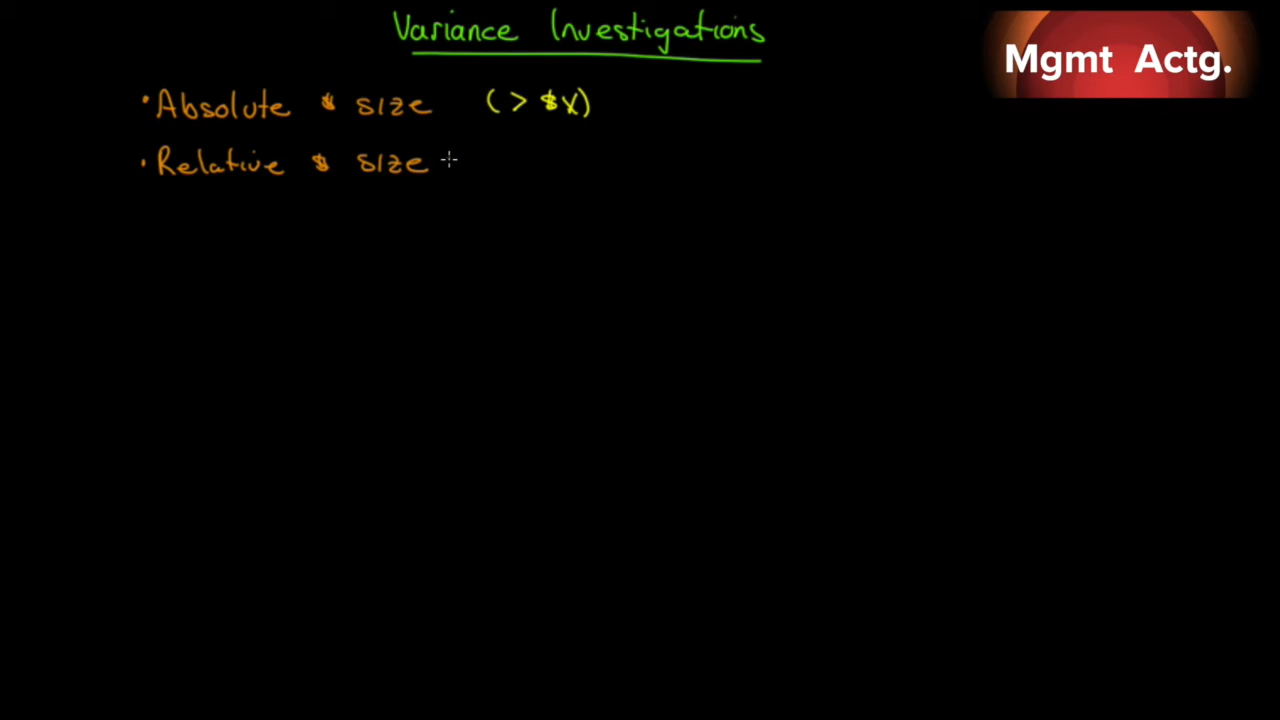 Variance Investigations
Mgmt Actg.
• Absolute $ size (> $X)
• Relative $ size